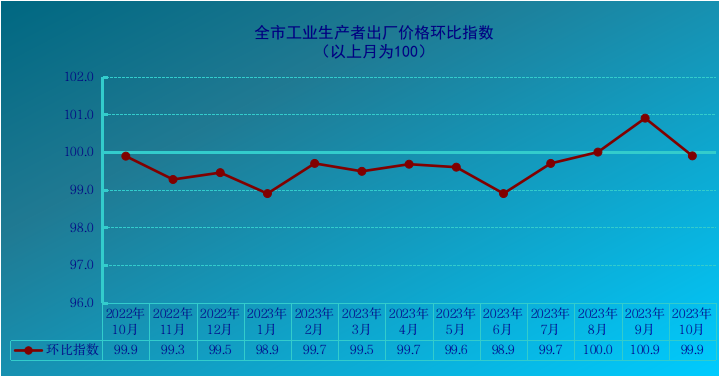 全市工业生产者出厂价格环比指数
（以上月为100）
102.0
101.0
100.0
99.0
98.0
97.0
96.0
2022年 2022年 2022年 2023年 2023年 2023年 2023年 2023年 2023年 2023年 2023年 2023年 2023年
10月 11月 12月 1月 2月 3月 4月 5月 6月 7月 8月 9月 10月
环比指数 99.9 99.3 99.5 98.9 99.7 99.5 99.7 99.6 98.9 99.7 100.0 100.9 99.9